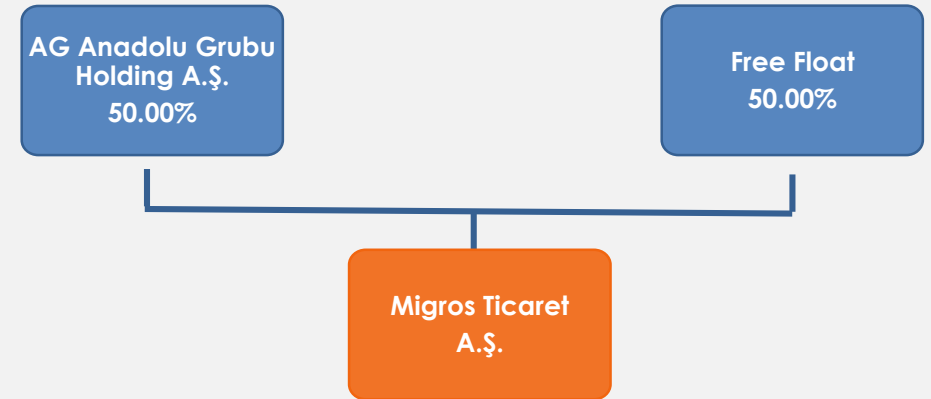 AG Anadolu Grubu
Holding A.Ş.
50.00%
Free Float
50.00%
Migros Ticaret
A.Ş.